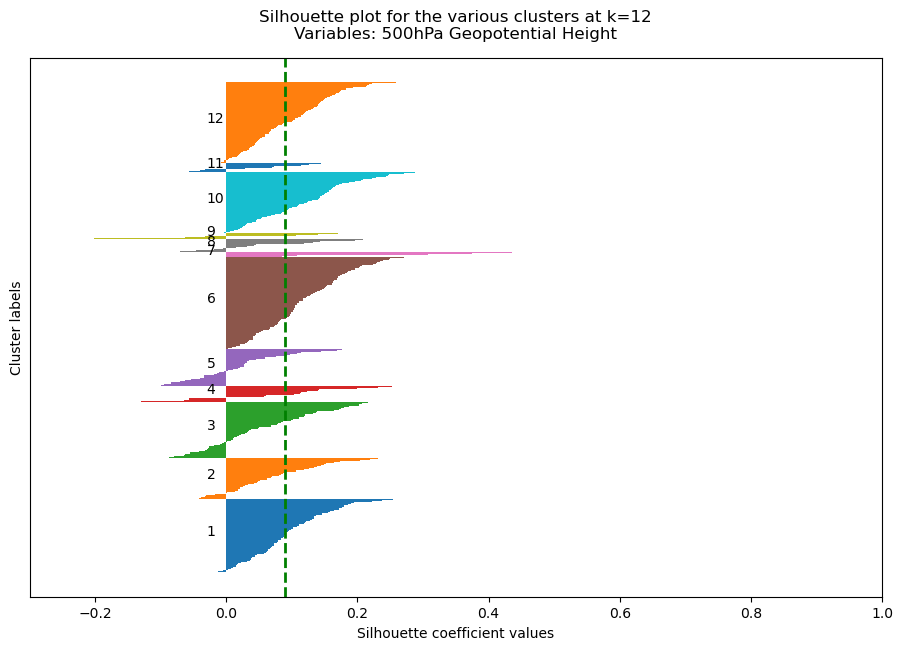 Silhouette plot for the various clusters at k=12
Variables: 500hPa Geopotential Height
Cluster labels
12
11
10
9
8
7
6
5
4
3
2
1
−0.2 0.0 0.2 0.4 0.6 0.8 1.0
Silhouette coefficient values